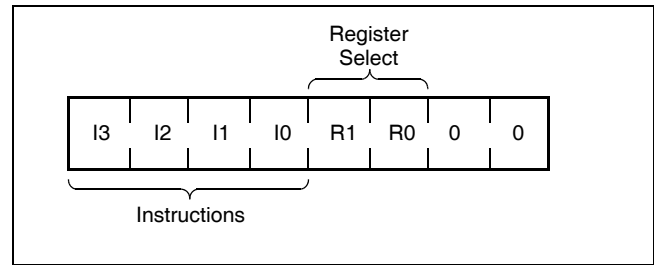 Register
Select
I3 I2 I1 I0 R1 R0 0 0
Instructions